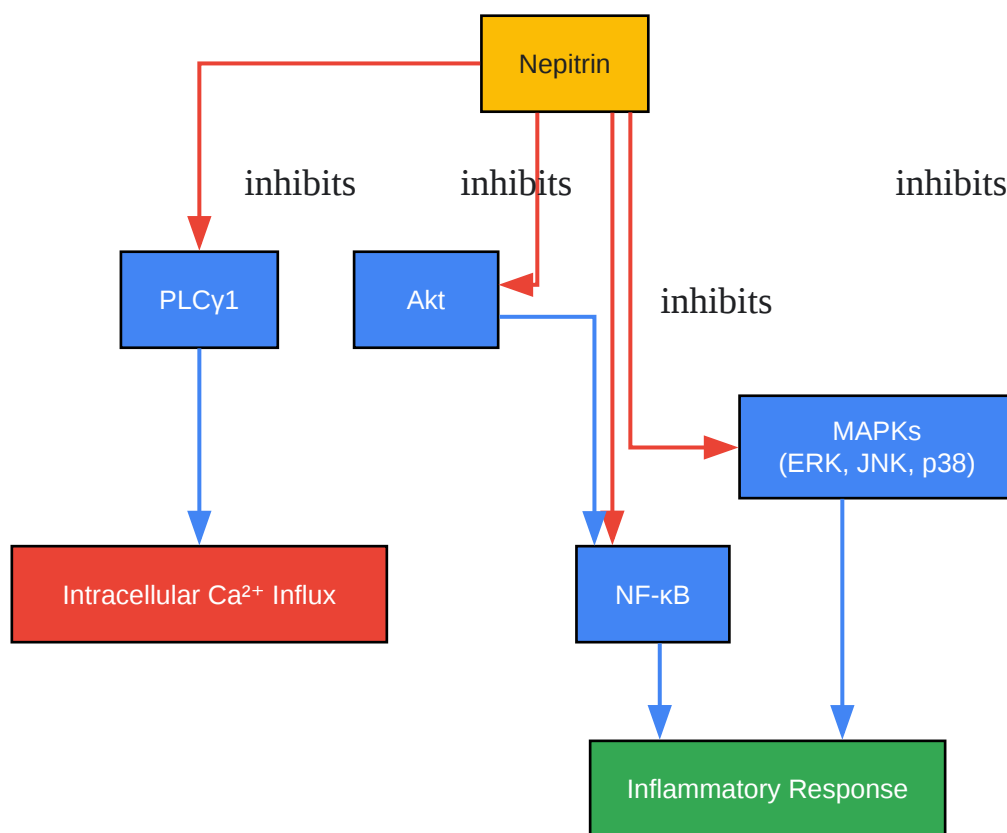 Nepitrin
inhibits
inhibits
inhibits
PLCγ1
Akt
inhibits
MAPKs
(ERK, JNK, p38)
Intracellular Ca²⁺ Influx
NF-κB
Inflammatory Response